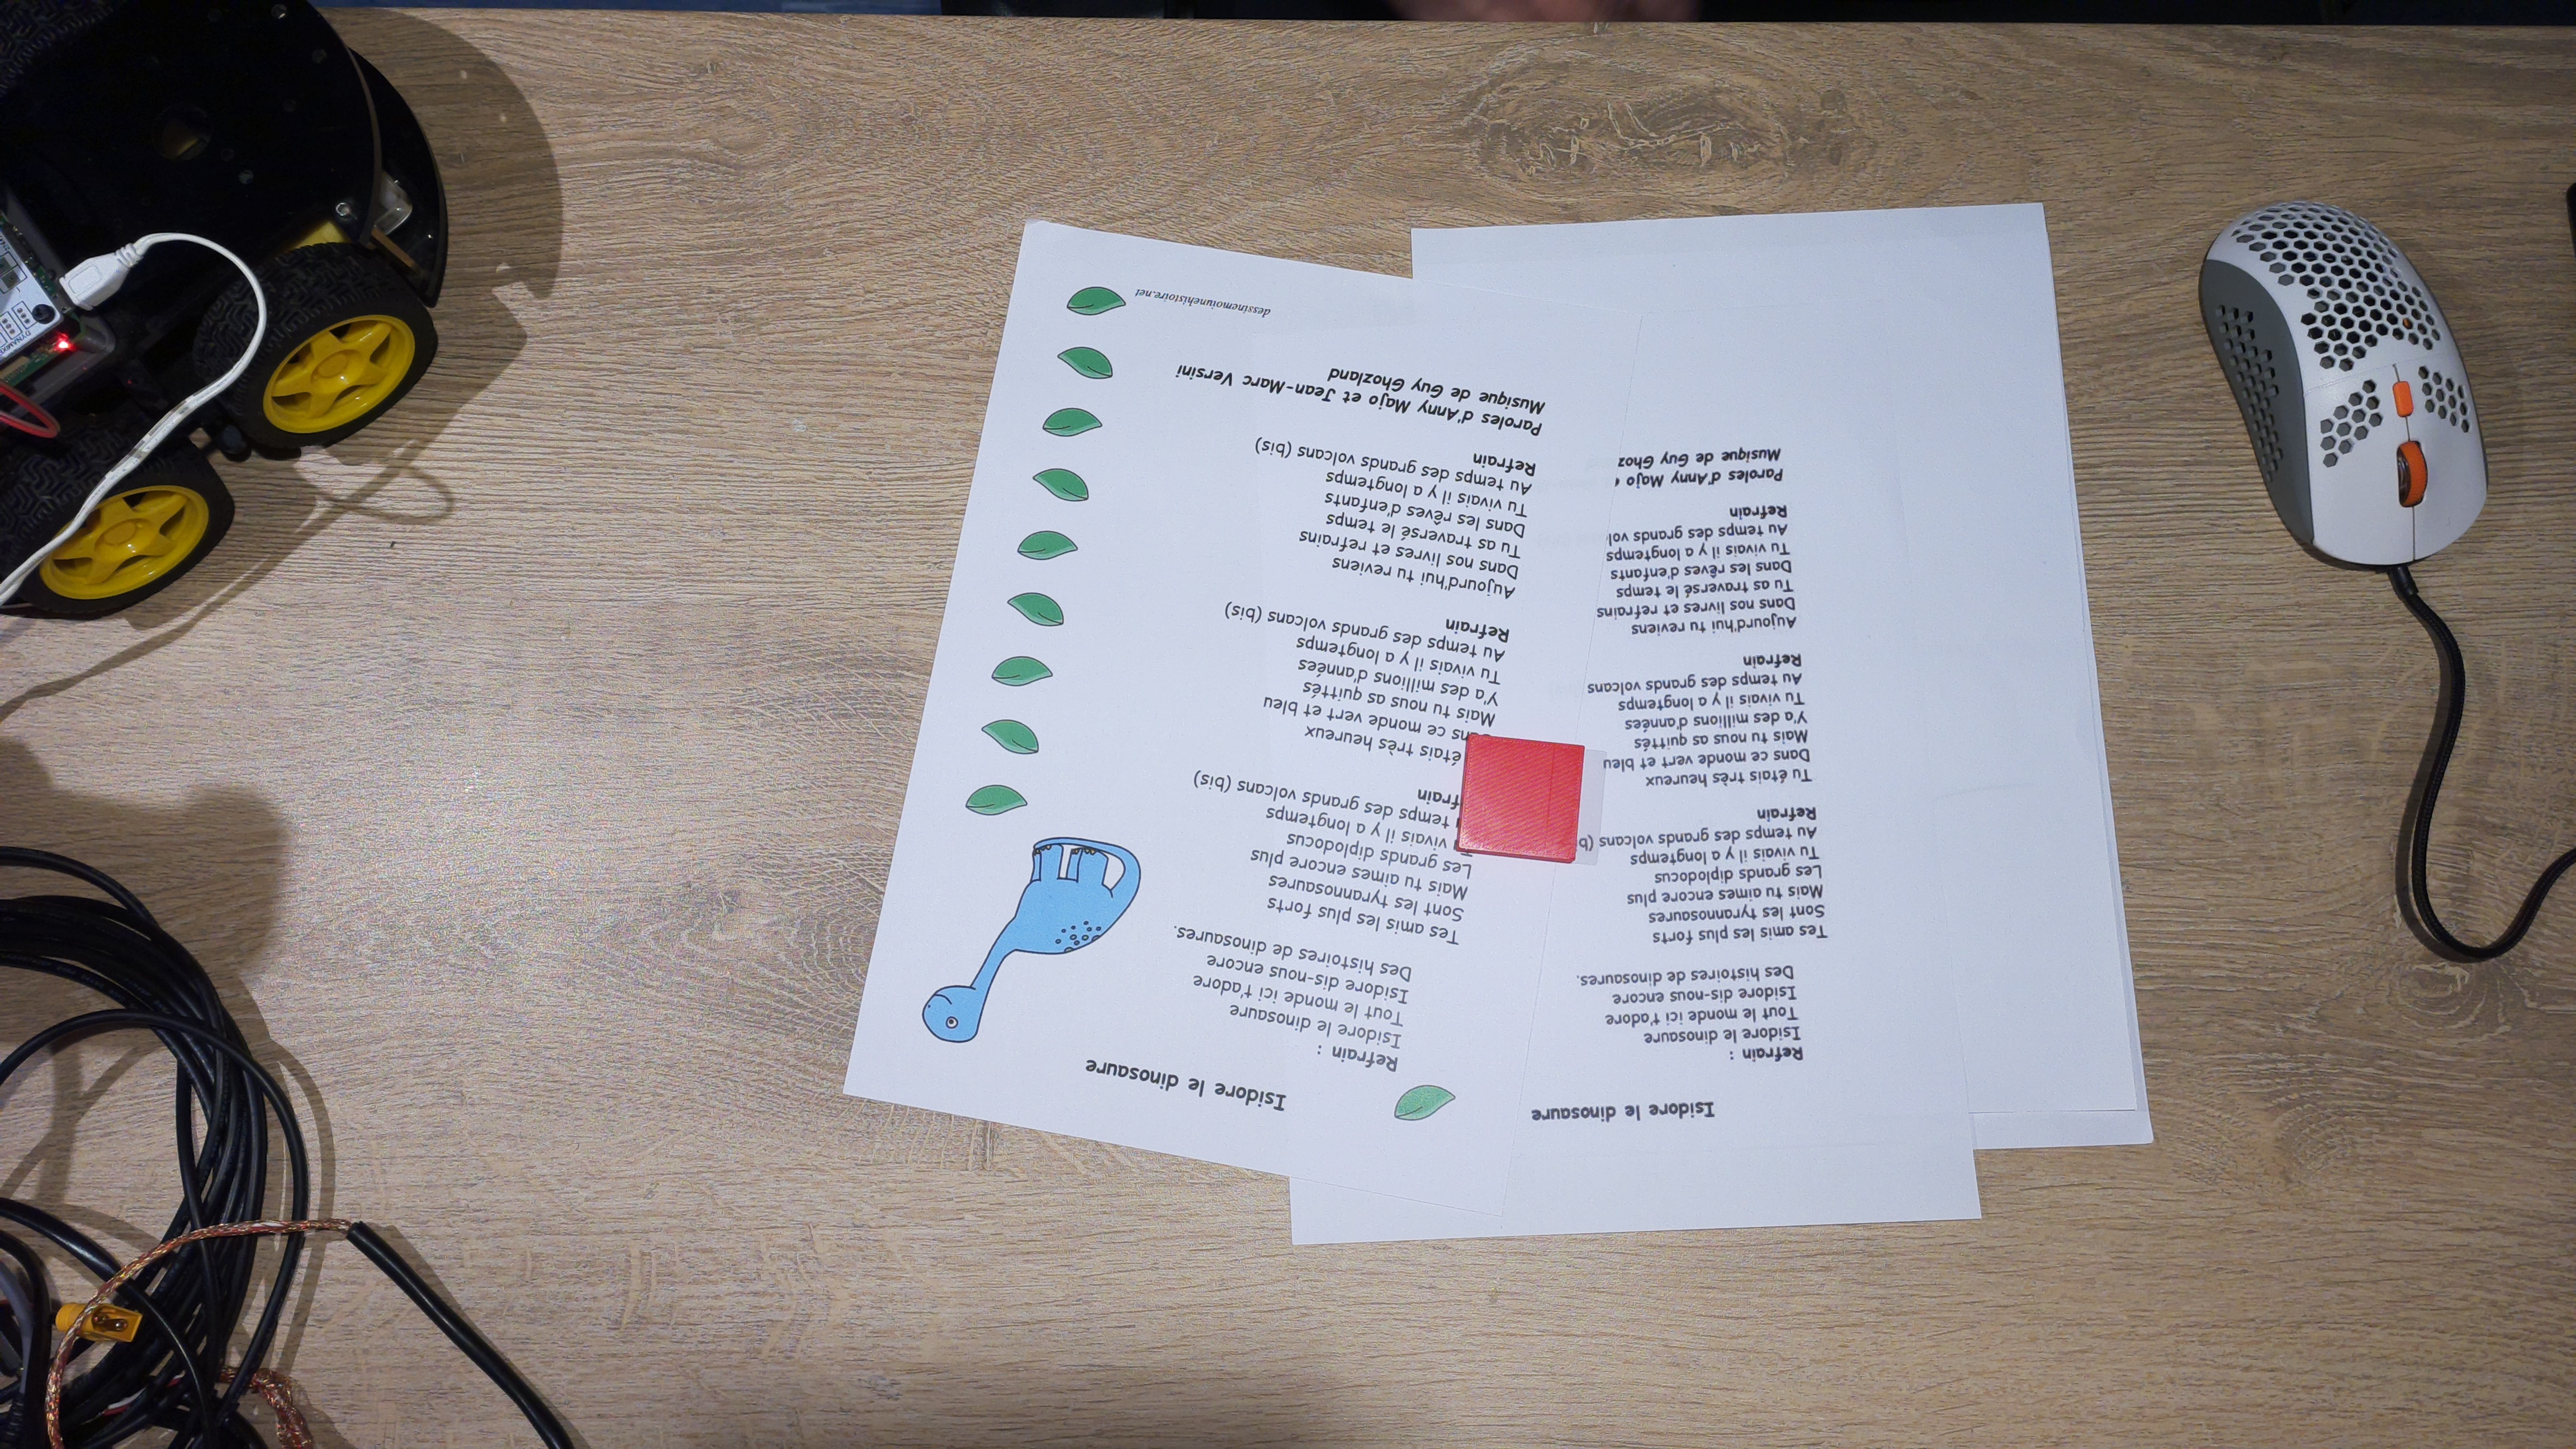 Isidore le dinosaure
Refrain :
Isidore le dinosaure
Tout le monde ici t'adore
Isidore dis-nous encore
Des histoires de dinosaures.
Tes amis les plus forts
Sont les tyrannosaures
Mais tu aimes encore plus
Les grands diplodocus
vivais il y a longtemps
temps des grands volcans (bis)
frain
étais très heureux
ans ce monde vert et bleu
Mais tu nous as quittés
Y'a des millions d'années
Tu vivais il y a longtemps
Au temps des grands volcans (bis)
Refrain
Aujourd'hui tu reviens
Dans nos livres et refrains
Tu as traversé le temps
Dans les rêves d'enfants
Tu vivais il y a longtemps
Au temps des grands volcans (bis)
Refrain
Paroles d'Anny Majo et Jean-Marc Versini
Musique de Guy Ghozland
dessinemoiunehistoire.net
Isidore le dinosaure
Refrain :
Isidore le dinosaure
Tout le monde ici t'adore
Isidore dis-nous encore
Des histoires de dinosaures.
Tes amis les plus forts
Sont les tyrannosaures
Mais tu aimes encore plus
Les grands diplodocus
Tu vivais il y a longtemps
Au temps des grands volcans (b
Refrain
Tu étais très heureux
Dans ce monde vert et bleu
Mais tu nous as quittés
Y'a des millions d'années
Tu vivais il y a longtemps
Au temps des grands volcans
Refrain
Aujourd'hui tu reviens
Dans nos livres et refrains
Tu as traversé le temps
Dans les rêves d'enfants
Tu vivais il y a longtemps
Au temps des grands vol
Refrain
Paroles d'Anny Majo
Musique de Guy Ghoz